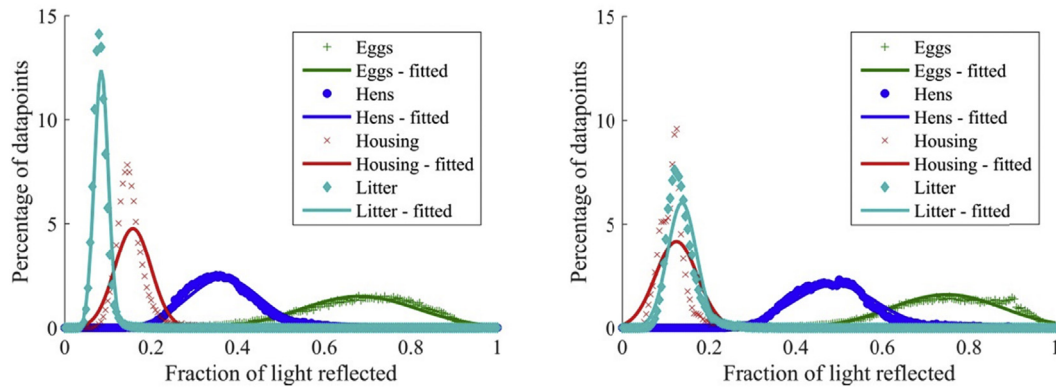 15
10
5
0
Percentage of datapoints
0
0.2
0.4
0.6
0.8
1
Fraction of light reflected
Eggs
Eggs - fitted
Hens
Hens - fitted
Housing
Housing - fitted
Litter
Litter - fitted
15
10
5
0
Percentage of datapoints
0
0.2
0.4
0.6
0.8
1
Fraction of light reflected
Eggs
Eggs - fitted
Hens
Hens - fitted
Housing
Housing - fitted
Litter
Litter - fitted